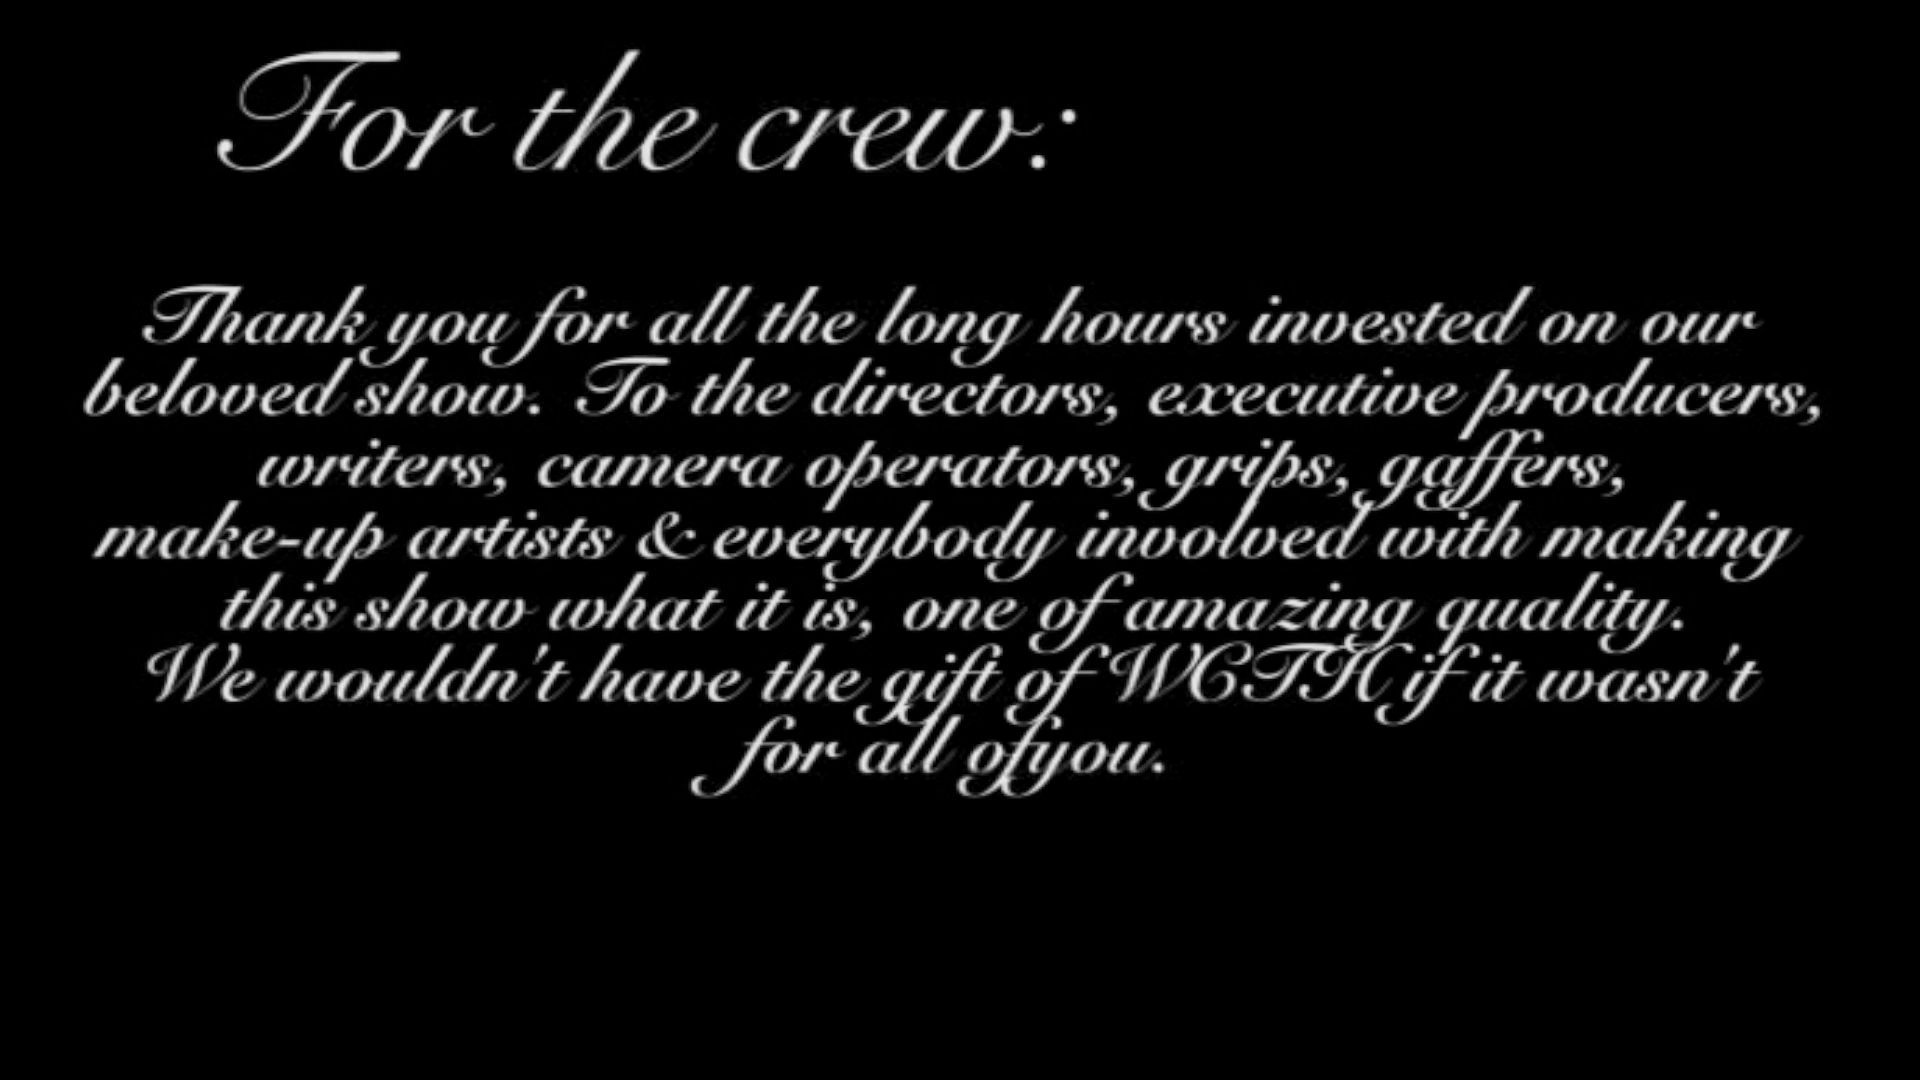 For the crew:
Thank you for all the long hours invested on our
beloved show. To the directors, executive producers,
writers, camera operators, grips, gaffers,
make-up artists & everybody involved with making
this show what it is, one of amazing quality.
We wouldn't have the gift of WCTH if it wasn't
for all of you.